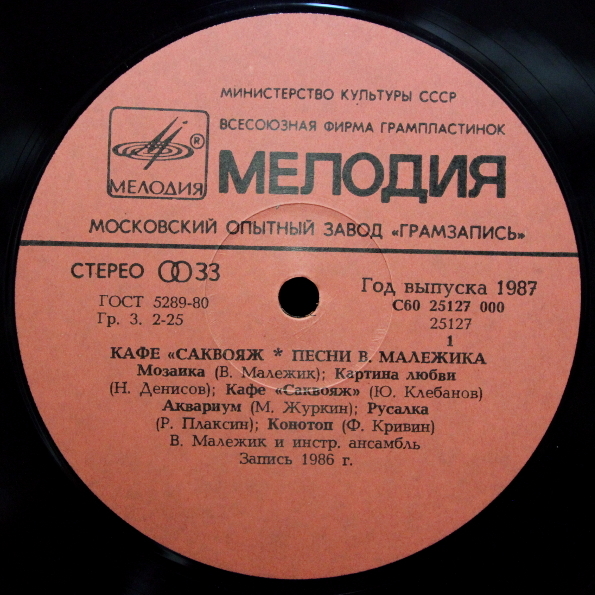 МИНИСТЕРСТВО КУЛЬТУРЫ СССР
ВСЕСОЮЗНАЯ ФИРМА ГРАМПЛАСТИНОК
®
МЕЛОДИЯ
МЕЛОДИЯ
МОСКОВСКИЙ ОПЫТНЫЙ ЗАВОД «ГРАМЗАПИСЬ»
СТЕРЕО 33
Год выпуска 1987
ГОСТ 5289-80
С60 25127 000
Гр. 3. 2-25
25127
1
КАФЕ «САКВОЯЖ * ПЕСНИ В. МАЛЕЖИКА
Мозаика (В. Малежик); Картина любви
(Н. Денисов); Кафе «Саквояж» (Ю. Клебанов)
Аквариум (М. Журкин); Русалка
(Р. Плаксин); Конотоп (Ф. Кривин)
В. Малежик и инстр. ансамбль
Запись 1986 г.